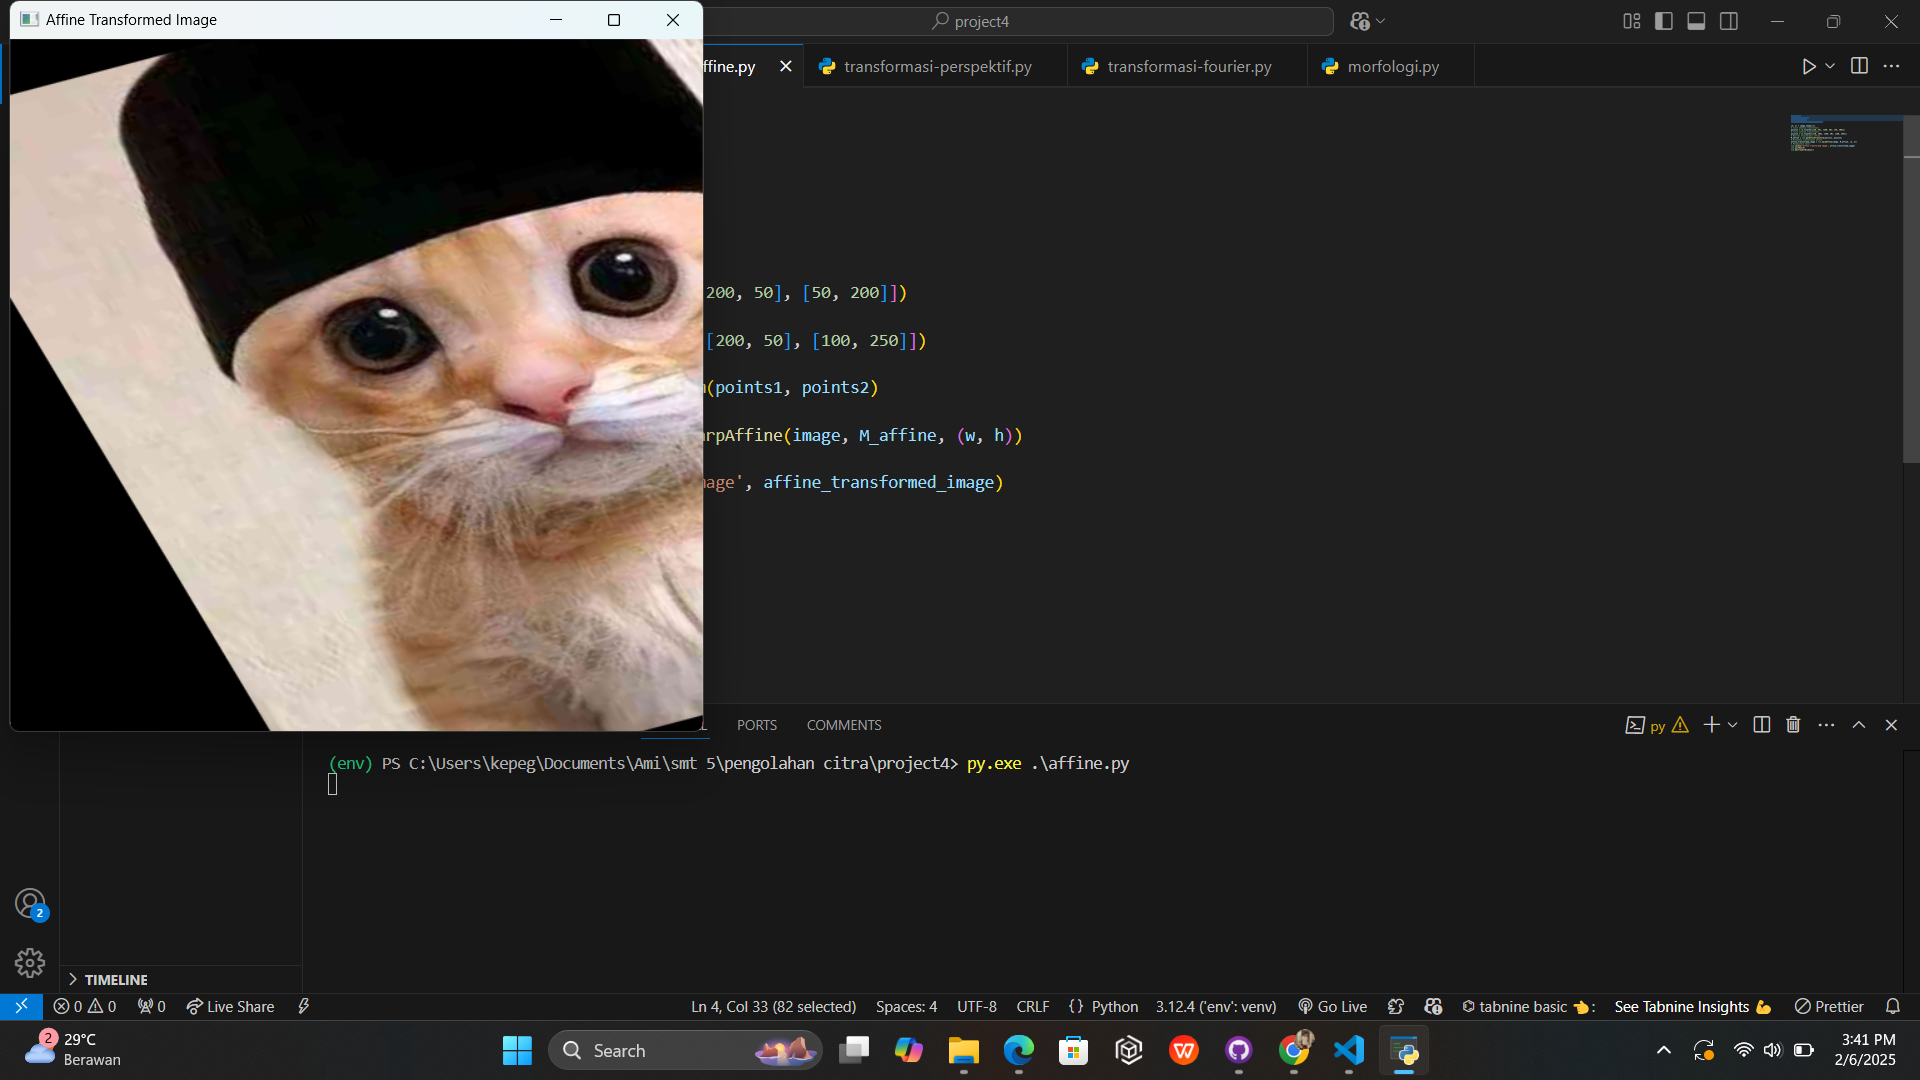 Affine Transformed Image
project4
ffine.py
transformasi-perspektif.py
transformasi-fourier.py
morfologi.py
200, 50], [50, 200]])
[200, 50], [100, 250]])
(points1, points2)
rpAffine(image, M_affine, (w, h))
age', affine_transformed_image)
PORTS
COMMENTS
py
(env) PS C:\Users\kepeg\Documents\Ami\smt 5\pengolahan citra\project4> py.exe .\affine.py
2
TIMELINE
0 0 0 Live Share Ln 4, Col 33 (82 selected) Spaces: 4 UTF-8 CRLF {} Python 3.12.4 ('env': venv) Go Live tabnine basic 👈: See Tabnine Insights 💪 Prettier
2
29°C
Berawan
Search
3:41 PM
2/6/2025